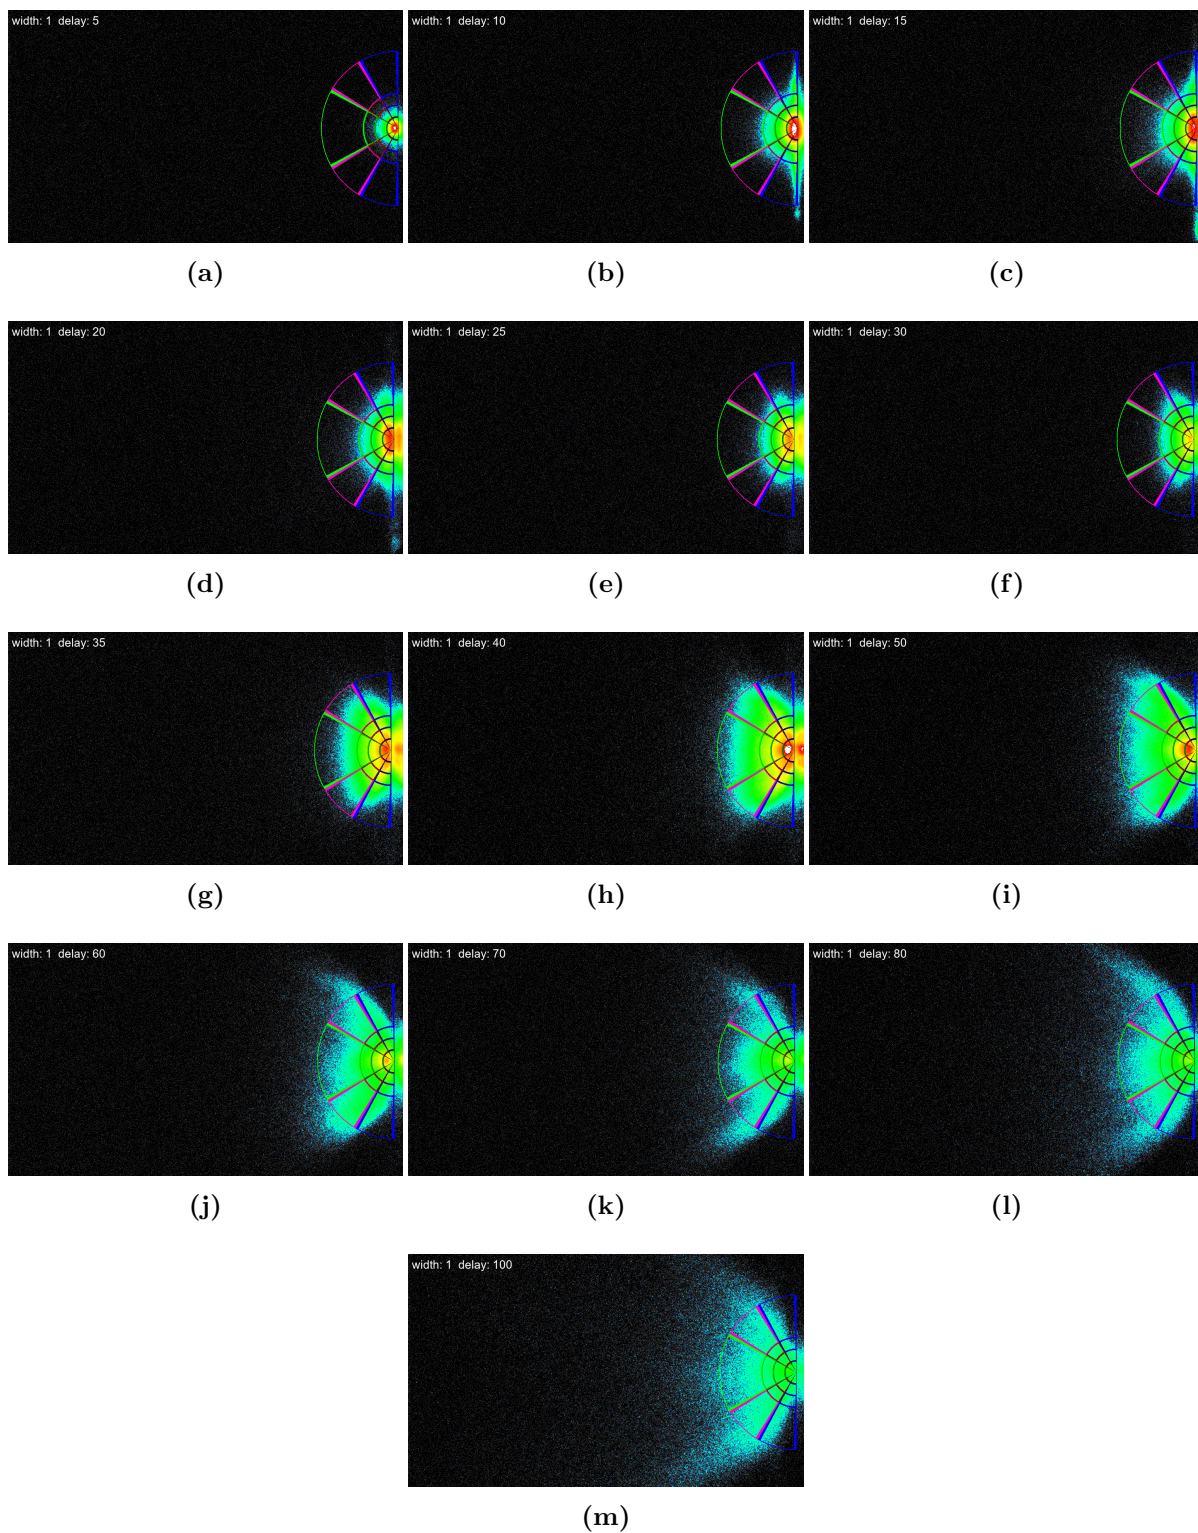 width: 1 delay: 5
width: 1 delay: 10
width: 1 delay: 15
(a)
(b)
(c)
width: 1 delay: 20
width: 1 delay: 25
width: 1 delay: 30
(d)
(e)
(f)
width: 1 delay: 35
width: 1 delay: 40
width: 1 delay: 50
(g)
(h)
(i)
width: 1 delay: 60
width: 1 delay: 70
width: 1 delay: 80
(j)
(k)
(l)
width: 1 delay: 100
(m)